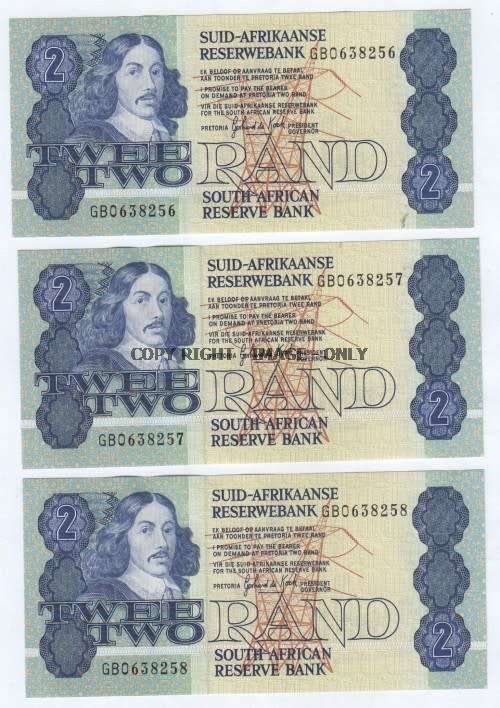 2
SUID-AFRIKAANSE
RESERWEBANK GB0638256
EK BELOOF OM AANVRAAG TE BETAAL
AAN TOONDER TE PRETORIA TWEE RAND
I PROMISE TO PAY THE BEARER
ON DEMAND AT PRETORIA TWO RAND
VIR DIE SUID-AFRIKAANSE RESERWEBANK
FOR THE SOUTH AFRICAN RESERVE BANK
PRETORIA PRESIDENT
GOVERNOR
TWEE
TWO RAND
2
GB0638256
SOUTH AFRICAN
RESERVE BANK
2
SUID-AFRIKAANSE
RESERWEBANK GB0638257
EK BELOOF OM AANVRAAG TE BETAAL
AAN TOONDER TE PRETORIA TWEE RAND
I PROMISE TO PAY THE BEARER
ON DEMAND AT PRETORIA TWO RAND
VIR DIE SUID-AFRIKAANSE RESERWEBANK
FOR THE SOUTH AFRICAN RESERVE BANK
PRETORIA PRESIDENT
GOVERNOR
COPY RIGHT IMAGE ONLY
TWEE
TWO RAND
2
GB0638257
SOUTH AFRICAN
RESERVE BANK
2
SUID-AFRIKAANSE
RESERWEBANK GB0638258
EK BELOOF OM AANVRAAG TE BETAAL
AAN TOONDER TE PRETORIA TWEE RAND
I PROMISE TO PAY THE BEARER
ON DEMAND AT PRETORIA TWO RAND
VIR DIE SUID-AFRIKAANSE RESERWEBANK
FOR THE SOUTH AFRICAN RESERVE BANK
PRETORIA PRESIDENT
GOVERNOR
TWEE
TWO RAND
2
GB0638258
SOUTH AFRICAN
RESERVE BANK